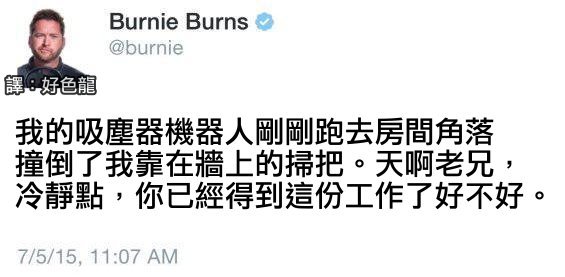 Burnie Burns
@burnie
譯：好色龍
我的吸塵器機器人剛剛跑去房間角落
撞倒了我靠在牆上的掃把。天啊老兄，
冷靜點，你已經得到這份工作了好不好。
7/5/15, 11:07 AM